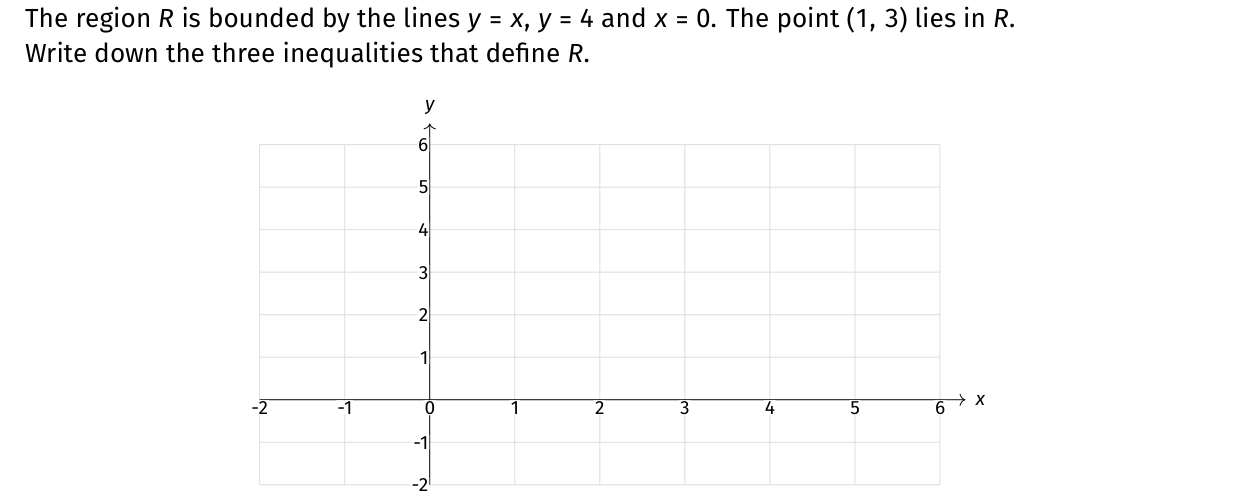 The region R is bounded by the lines y = x, y = 4 and x = 0. The point (1, 3) lies in R.
Write down the three inequalities that define R.
y
6
5
4
3
2
1
-2 -1 0 1 2 3 4 5 6 x
-1
-2